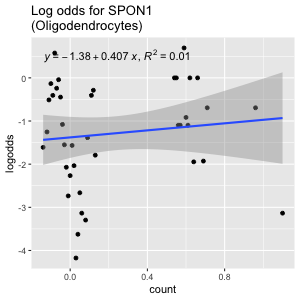 Log odds for SPON1
(Oligodendrocytes)
y = −1.38 + 0.407 x, R² = 0.01
0
-1
-2
-3
-4
logodds
0.0 0.4 0.8
count